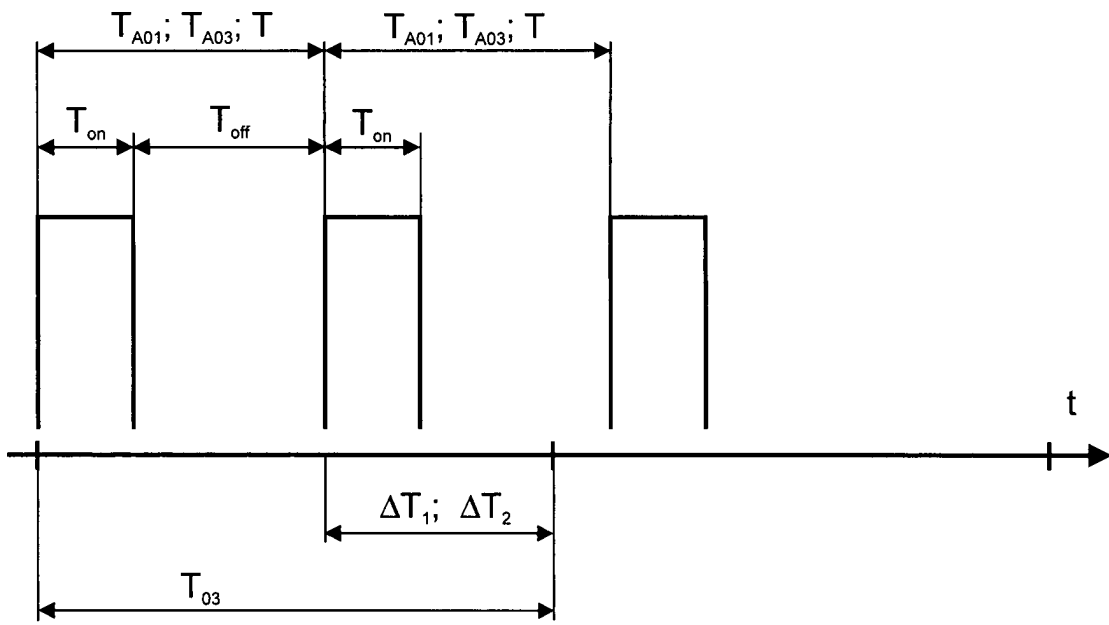 T_A01; T_A03; T T_A01; T_A03; T
T_on T_off T_on
t
ΔT_1; ΔT_2
T_03